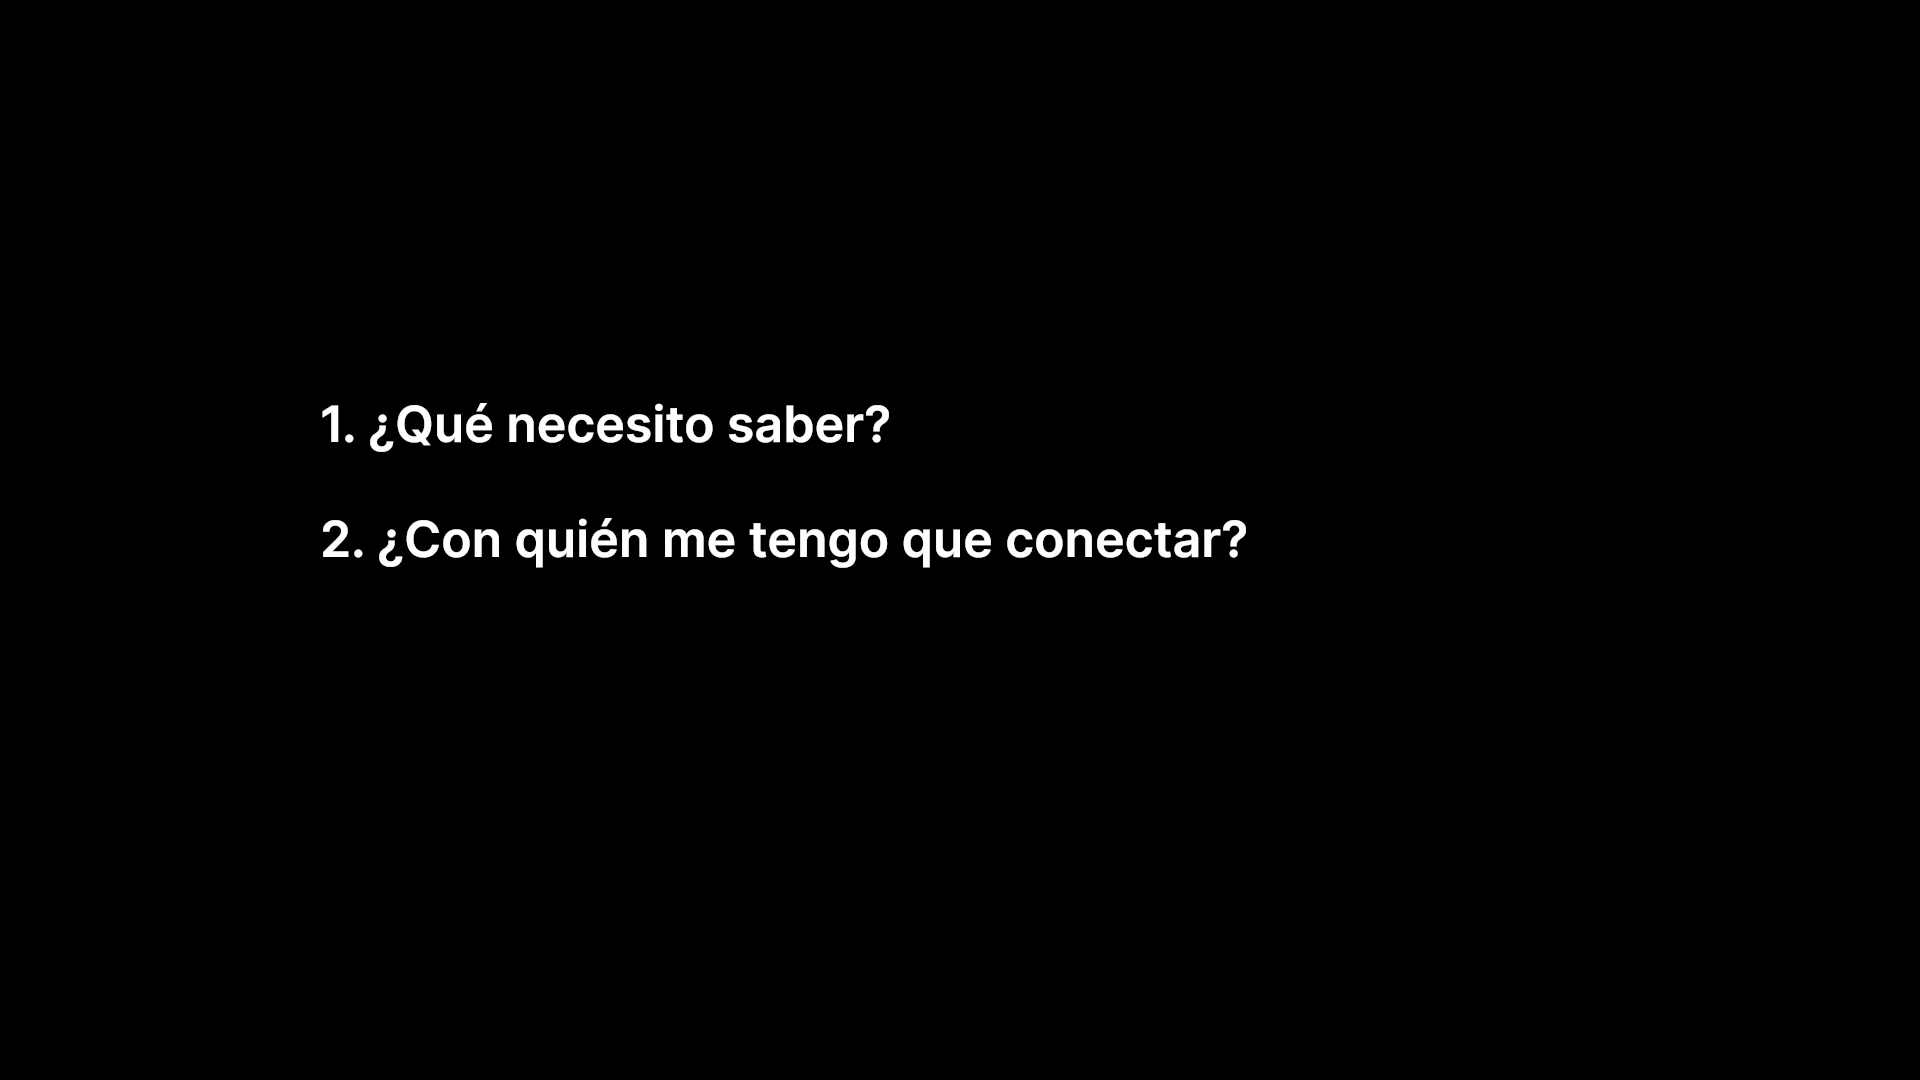 1. ¿Qué necesito saber?
2. ¿Con quién me tengo que conectar?